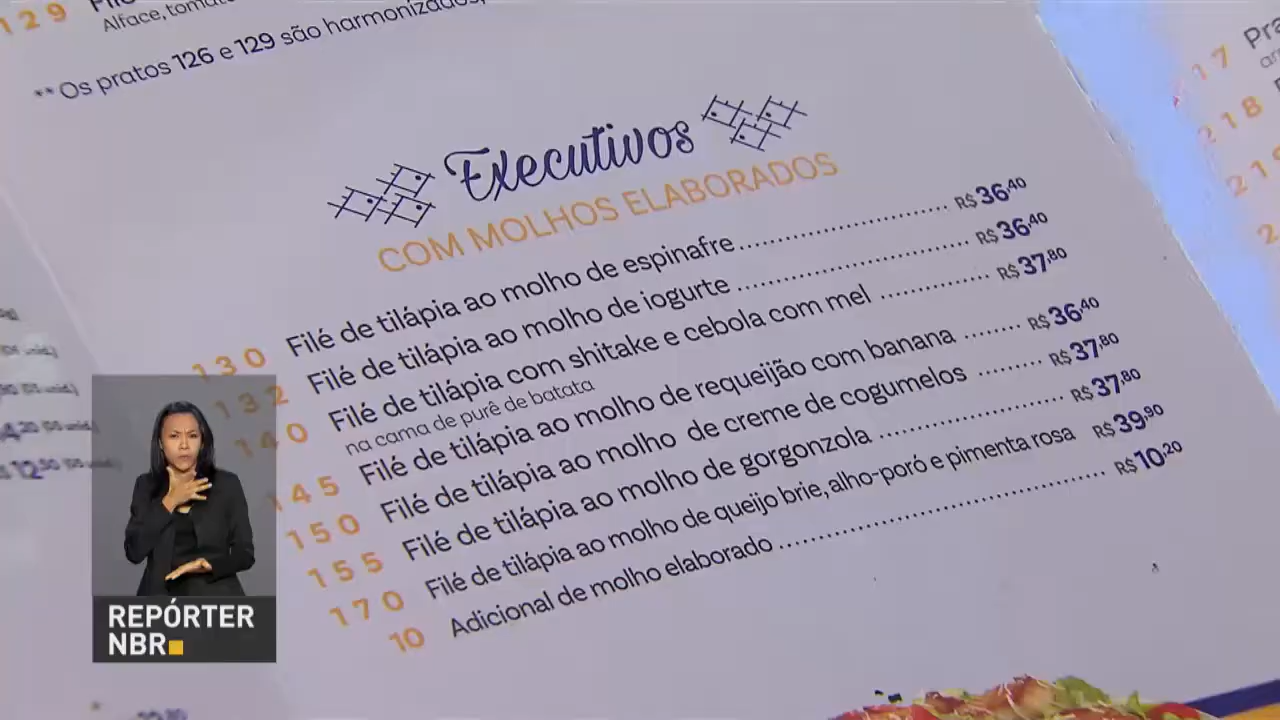 129
Alface, tomat
** Os pratos 126 e 129 são harmonizados,
Executivos
COM MOLHOS ELABORADOS
130 Filé de tilápia ao molho de espinafre R$ 36,40
132 Filé de tilápia ao molho de iogurte R$ 36,40
140 Filé de tilápia com shitake e cebola com mel R$ 37,80
na cama de purê de batata
145 Filé de tilápia ao molho de requeijão com banana R$ 36,40
150 Filé de tilápia ao molho de creme de cogumelos R$ 37,80
155 Filé de tilápia ao molho de gorgonzola R$ 37,80
170 Filé de tilápia ao molho de queijo brie, alho-poró e pimenta rosa R$ 39,90
10 Adicional de molho elaborado R$ 10,20
17 Pra
218
REPÓRTER
NBR